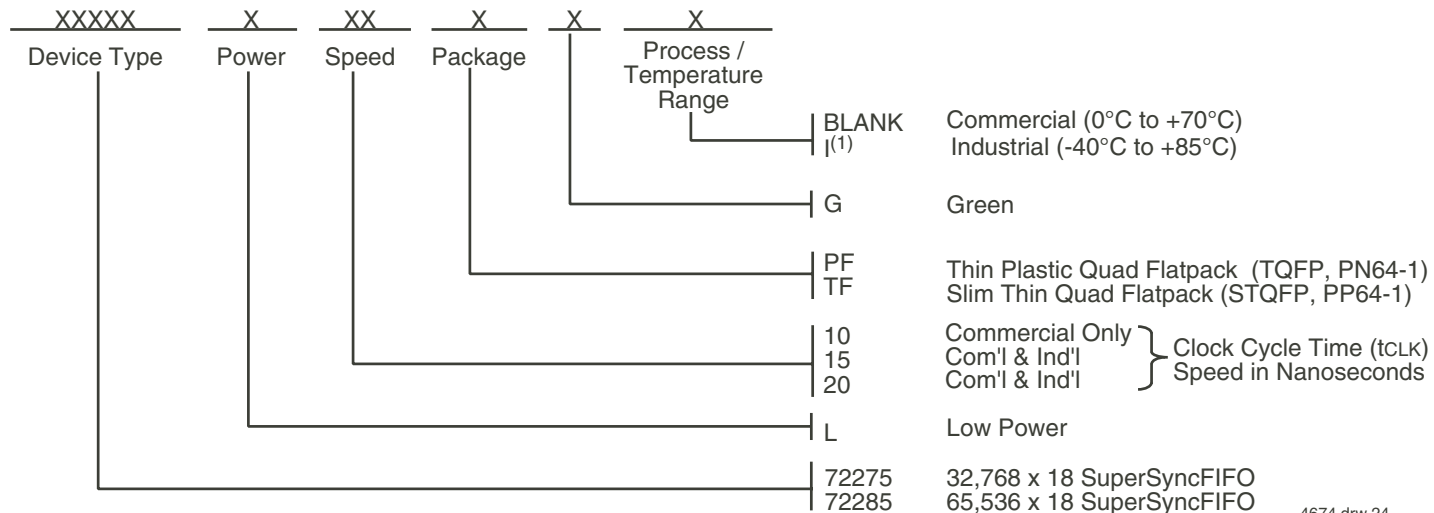 XXXXX X XX X X X
Device Type Power Speed Package Process /
Temperature
Range
BLANK Commercial (0°C to +70°C)
I(1) Industrial (-40°C to +85°C)
G Green
PF Thin Plastic Quad Flatpack (TQFP, PN64-1)
TF Slim Thin Quad Flatpack (STQFP, PP64-1)
10 Commercial Only
15 Com'l & Ind'l
20 Com'l & Ind'l
Clock Cycle Time (tCLK)
Speed in Nanoseconds
L Low Power
72275 32,768 x 18 SuperSyncFIFO
72285 65,536 x 18 SuperSyncFIFO